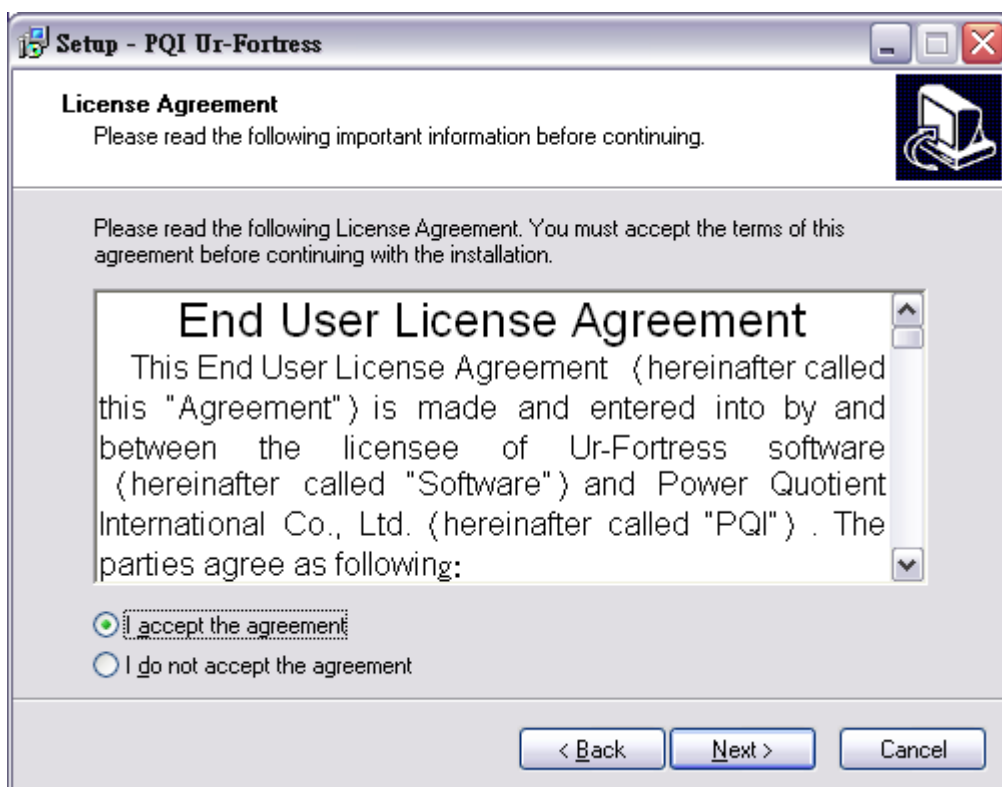 Setup - PQI Ur-Fortress
License Agreement
Please read the following important information before continuing.
Please read the following License Agreement. You must accept the terms of this
agreement before continuing with the installation.
End User License Agreement
This End User License Agreement (hereinafter called
this "Agreement") is made and entered into by and
between the licensee of Ur-Fortress software
(hereinafter called "Software") and Power Quotient
International Co., Ltd. (hereinafter called "PQI") . The
parties agree as following:
I accept the agreement
I do not accept the agreement
< Back Next > Cancel